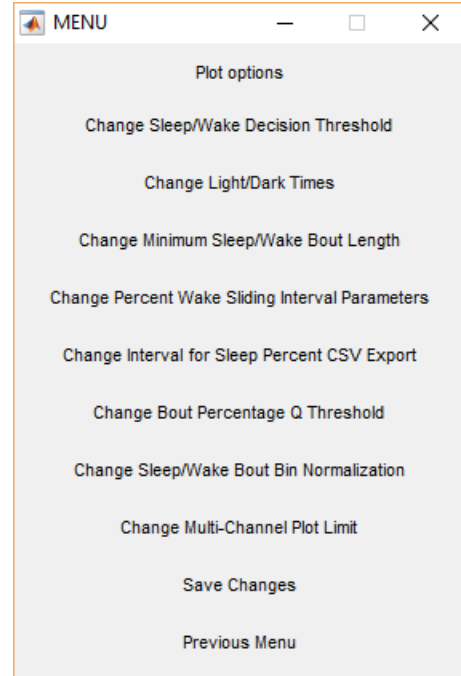 MENU
Plot options
Change Sleep/Wake Decision Threshold
Change Light/Dark Times
Change Minimum Sleep/Wake Bout Length
Change Percent Wake Sliding Interval Parameters
Change Interval for Sleep Percent CSV Export
Change Bout Percentage Q Threshold
Change Sleep/Wake Bout Bin Normalization
Change Multi-Channel Plot Limit
Save Changes
Previous Menu